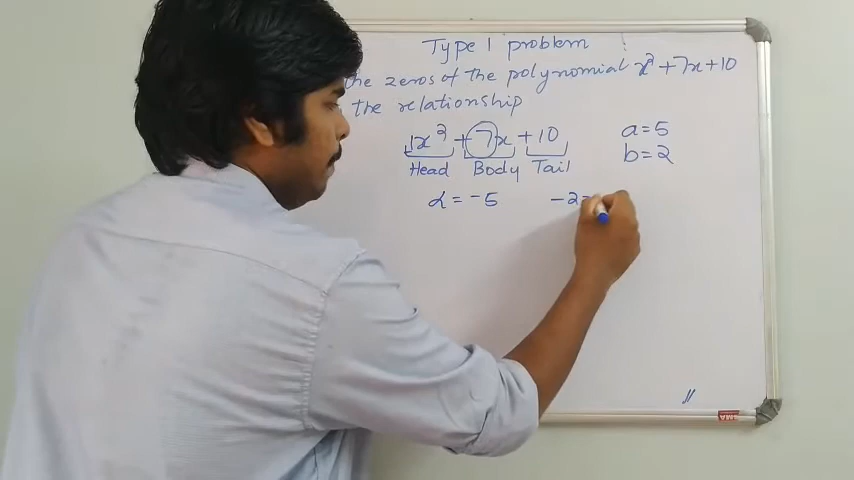 Type 1 problem
the zeros of the polynomial x² + 7x + 10
the relationship
1x² + 7x + 10
a = 5
b = 2
Head Body Tail
α = -5 -2 =